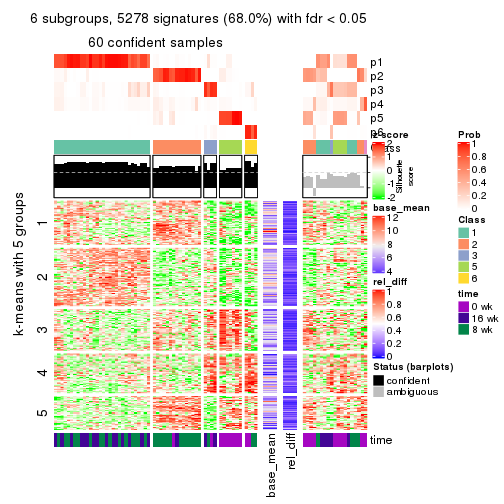 6 subgroups, 5278 signatures (68.0%) with fdr < 0.05
60 confident samples
p1
p2
p3
p4
p5
p6
Class
Silhouette
score
1
2
3
4
5
k-means with 5 groups
time
base_mean
rel_diff
z-score
2
1
0
-1
-2
base_mean
12
10
8
6
4
rel_diff
1
0.8
0.6
0.4
0.2
0
Status (barplots)
confident
ambiguous
Prob
1
0.8
0.6
0.4
0.2
0
Class
1
2
3
5
6
time
0 wk
16 wk
8 wk